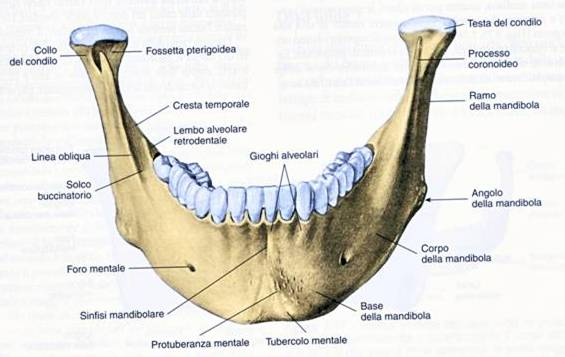 Collo
del condilo
Fossetta pterigoidea
Cresta temporale
Lembo alveolare
retrodentale
Linea obliqua
Solco
buccinatorio
Gioghi alveolari
Foro mentale
Sinfisi mandibolare
Protuberanza mentale
Tubercolo mentale
Testa del condilo
Processo
coronoideo
Ramo
della mandibola
Angolo
della mandibola
Corpo
della mandibola
Base
della mandibola